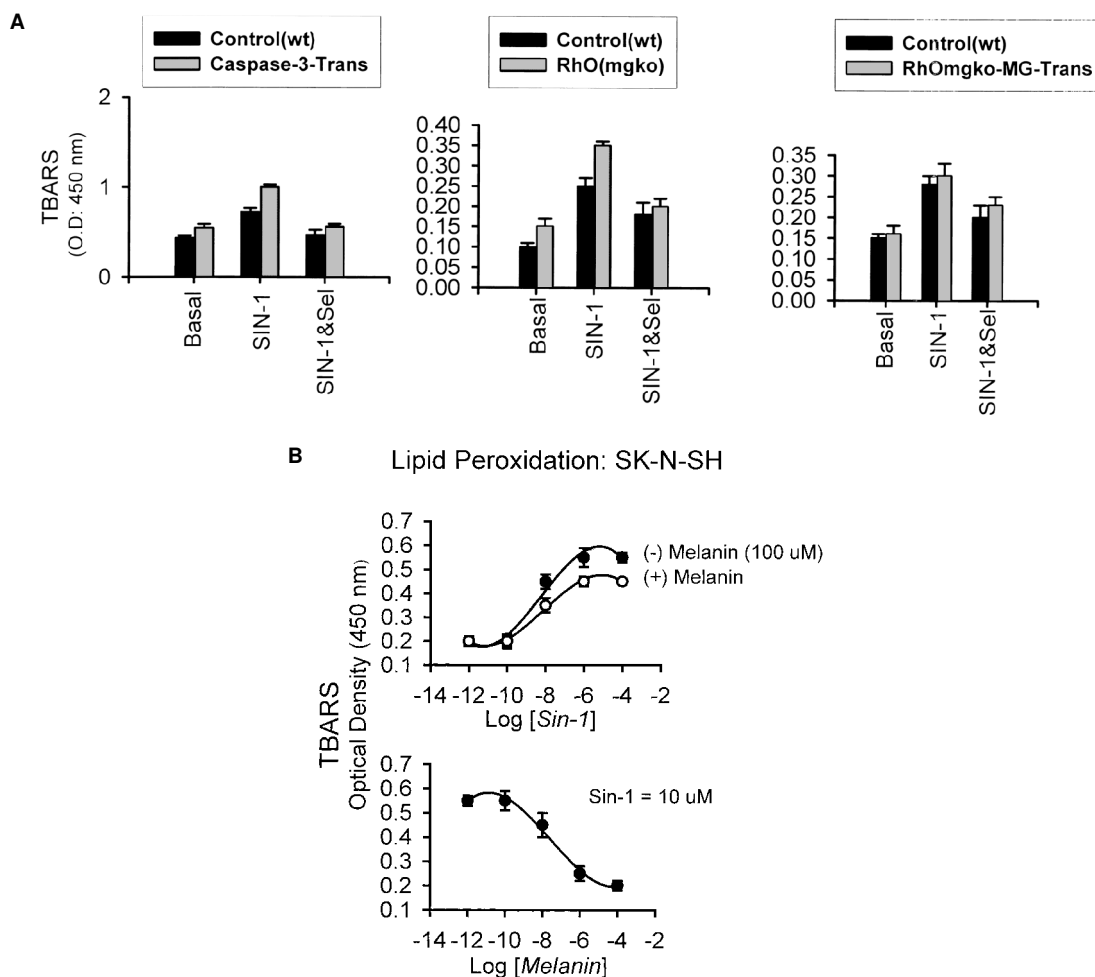 A
Control(wt)
Caspase-3-Trans
Control(wt)
RhO(mgko)
Control(wt)
RhOmgko-MG-Trans
TBARS
(O.D: 450 nm)
2
1
0
Basal
SIN-1
SIN-1&Sel
0.40
0.35
0.30
0.25
0.20
0.15
0.10
0.05
0.00
Basal
SIN-1
SIN-1&Sel
0.35
0.30
0.25
0.20
0.15
0.10
0.05
0.00
Basal
SIN-1
SIN-1&Sel
B
Lipid Peroxidation: SK-N-SH
TBARS
Optical Density (450 nm)
0.7
0.6
0.5
0.4
0.3
0.2
0.1
(-) Melanin (100 uM)
(+) Melanin
-14 -12 -10 -8 -6 -4 -2
Log [Sin-1]
0.7
0.6
0.5
0.4
0.3
0.2
0.1
Sin-1 = 10 uM
-14 -12 -10 -8 -6 -4 -2
Log [Melanin]